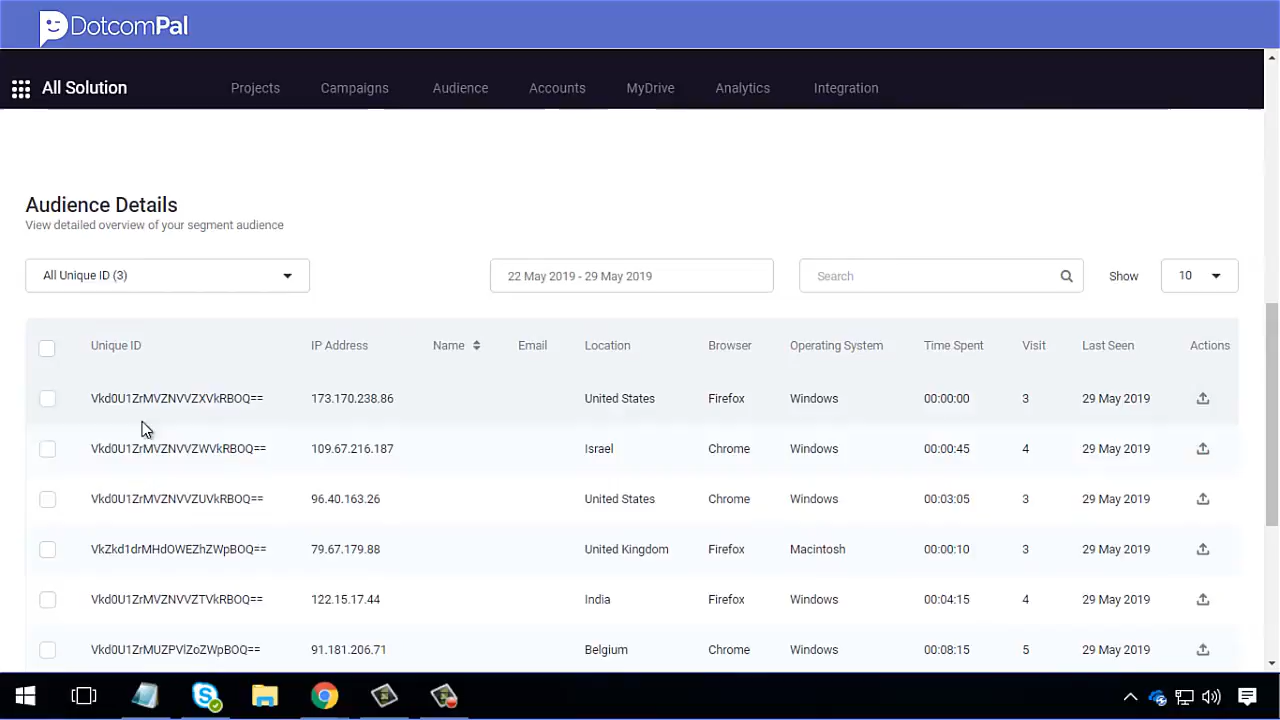 DotcomPal
All Solution Projects Campaigns Audience Accounts MyDrive Analytics Integration
Audience Details
View detailed overview of your segment audience
All Unique ID (3) 22 May 2019 - 29 May 2019 Search Show 10
Unique ID IP Address Name Email Location Browser Operating System Time Spent Visit Last Seen Actions
Vkd0U1ZrMVZNVVZXVkRBOQ== 173.170.238.86 United States Firefox Windows 00:00:00 3 29 May 2019
Vkd0U1ZrMVZNVVZWVkRBOQ== 109.67.216.187 Israel Chrome Windows 00:00:45 4 29 May 2019
Vkd0U1ZrMVZNVVZUVkRBOQ== 96.40.163.26 United States Chrome Windows 00:03:05 3 29 May 2019
VkZkd1drMHdOWEZhZWpBOQ== 79.67.179.88 United Kingdom Firefox Macintosh 00:00:10 3 29 May 2019
Vkd0U1ZrMVZNVVZTVkRBOQ== 122.15.17.44 India Firefox Windows 00:04:15 4 29 May 2019
Vkd0U1ZrMUZPVlZoZWpBOQ== 91.181.206.71 Belgium Chrome Windows 00:08:15 5 29 May 2019